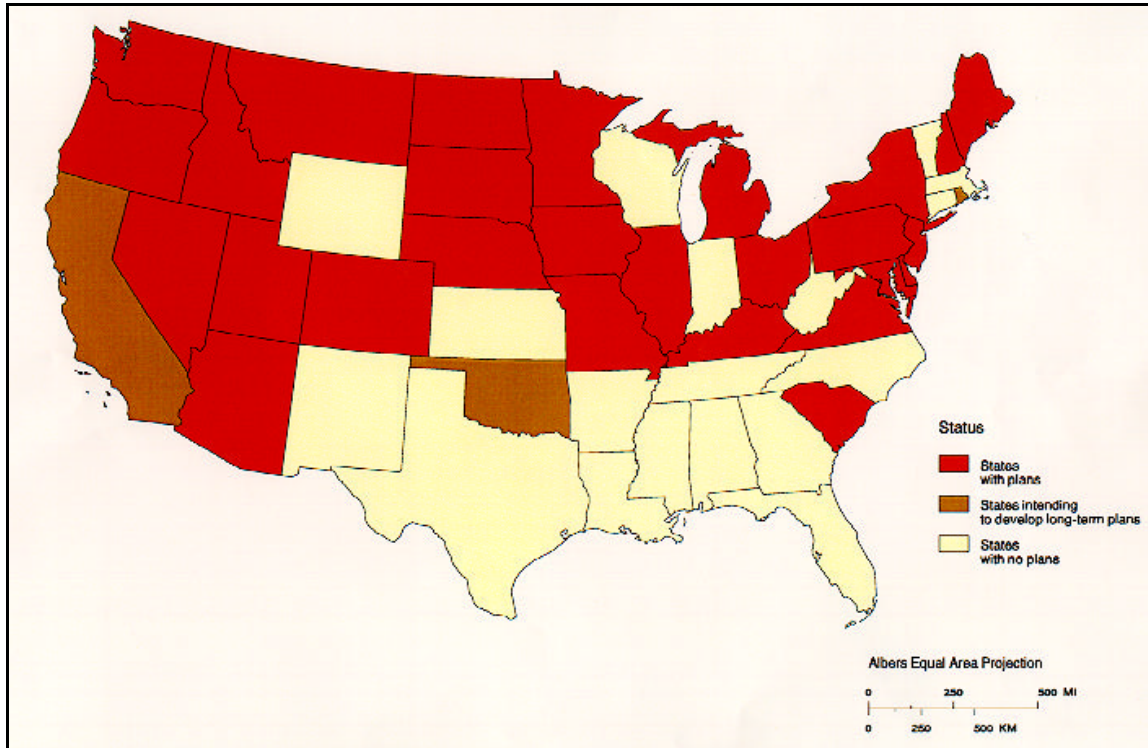 Status
States
with plans
States intending
to develop long-term plans
States
with no plans
Albers Equal Area Projection
0 250 500 MI
0 250 500 KM